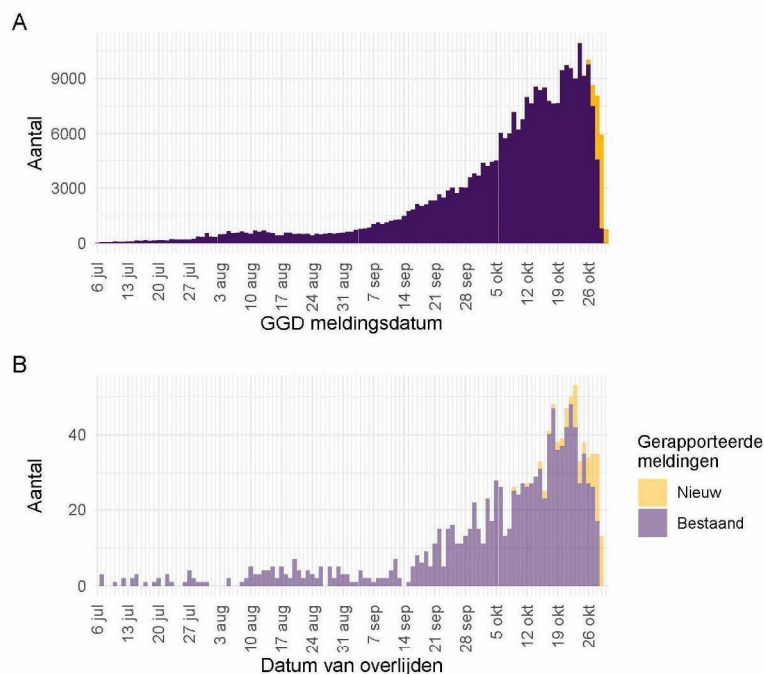 A
Aantal
9000
6000
3000
0
6 jul
13 jul
20 jul
27 jul
3 aug
10 aug
17 aug
24 aug
31 aug
7 sep
14 sep
21 sep
28 sep
5 okt
12 okt
19 okt
26 okt
GGD meldingsdatum
B
Aantal
40
20
0
6 jul
13 jul
20 jul
27 jul
3 aug
10 aug
17 aug
24 aug
31 aug
7 sep
14 sep
21 sep
28 sep
5 okt
12 okt
19 okt
26 okt
Datum van overlijden
Gerapporteerde
meldingen
Nieuw
Bestaand